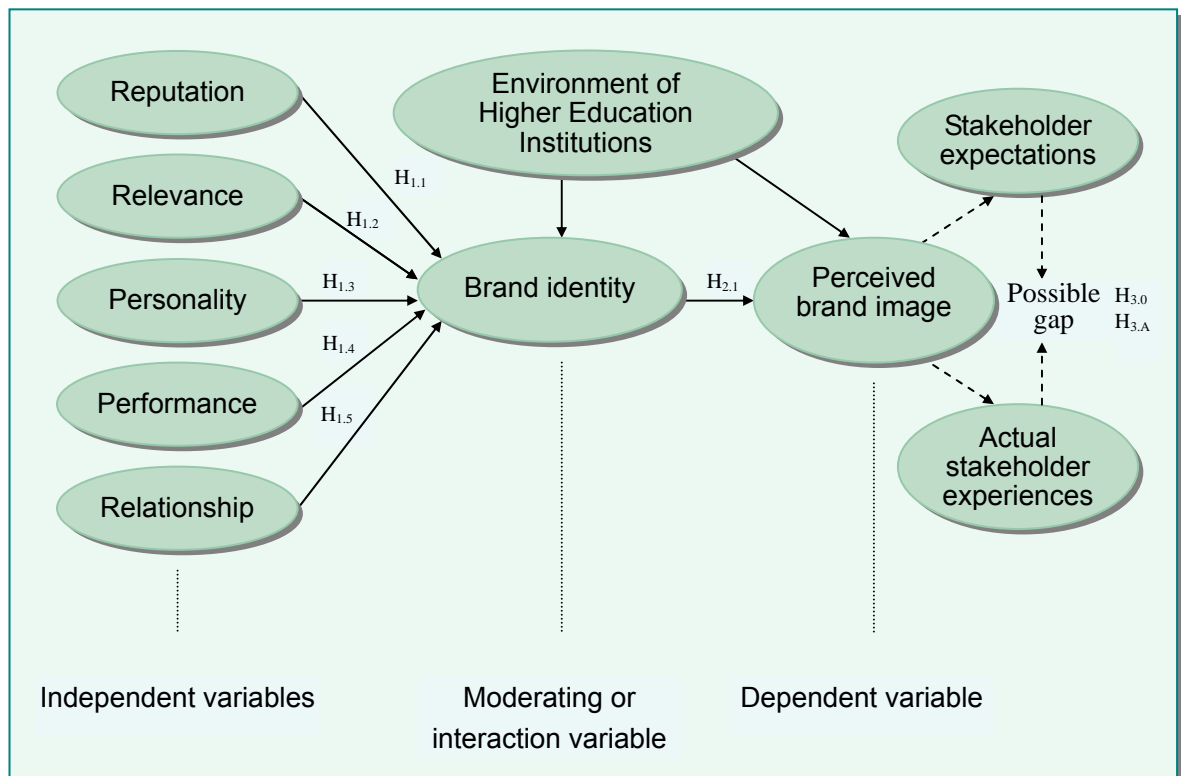 Reputation
Relevance
Personality
Performance
Relationship
H1.1
H1.2
H1.3
H1.4
H1.5
Environment of
Higher Education
Institutions
Brand identity
H2.1
Perceived
brand image
Stakeholder
expectations
Possible
gap
H3.0
H3.A
Actual
stakeholder
experiences
Independent variables
Moderating or
interaction variable
Dependent variable